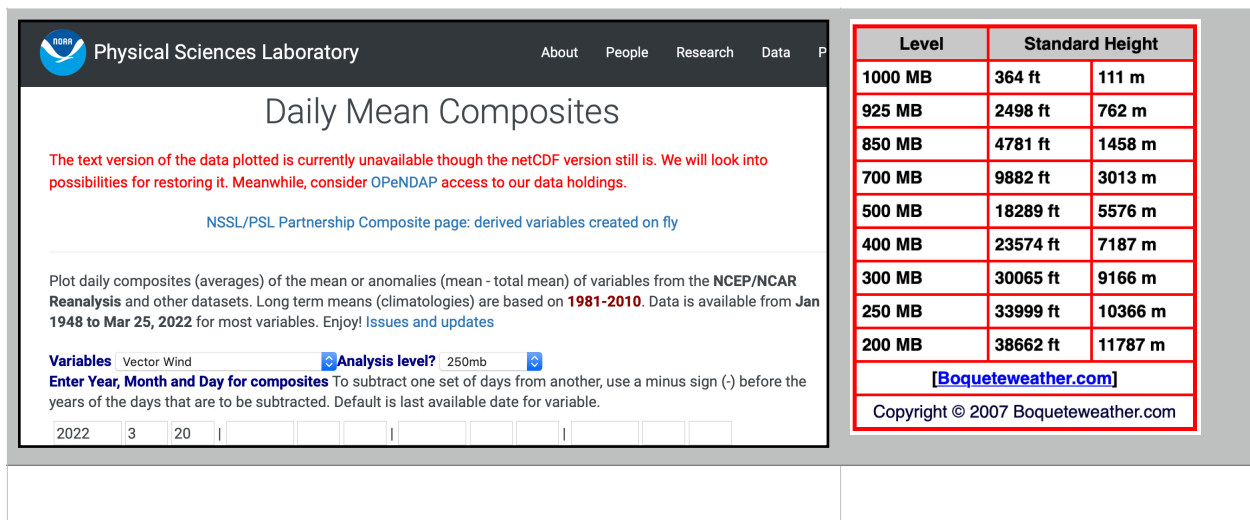 NOAA
Physical Sciences Laboratory
About People Research Data P
Daily Mean Composites
The text version of the data plotted is currently unavailable though the netCDF version still is. We will look into
possibilities for restoring it. Meanwhile, consider OPeNDAP access to our data holdings.
NSSL/PSL Partnership Composite page: derived variables created on fly
Plot daily composites (averages) of the mean or anomalies (mean - total mean) of variables from the NCEP/NCAR
Reanalysis and other datasets. Long term means (climatologies) are based on 1981-2010. Data is available from Jan
1948 to Mar 25, 2022 for most variables. Enjoy! Issues and updates
Variables Vector Wind Analysis level? 250mb
Enter Year, Month and Day for composites To subtract one set of days from another, use a minus sign (-) before the
years of the days that are to be subtracted. Default is last available date for variable.
2022 3 20 | | |
Level Standard Height
1000 MB 364 ft 111 m
925 MB 2498 ft 762 m
850 MB 4781 ft 1458 m
700 MB 9882 ft 3013 m
500 MB 18289 ft 5576 m
400 MB 23574 ft 7187 m
300 MB 30065 ft 9166 m
250 MB 33999 ft 10366 m
200 MB 38662 ft 11787 m
[Boqueteweather.com]
Copyright © 2007 Boqueteweather.com